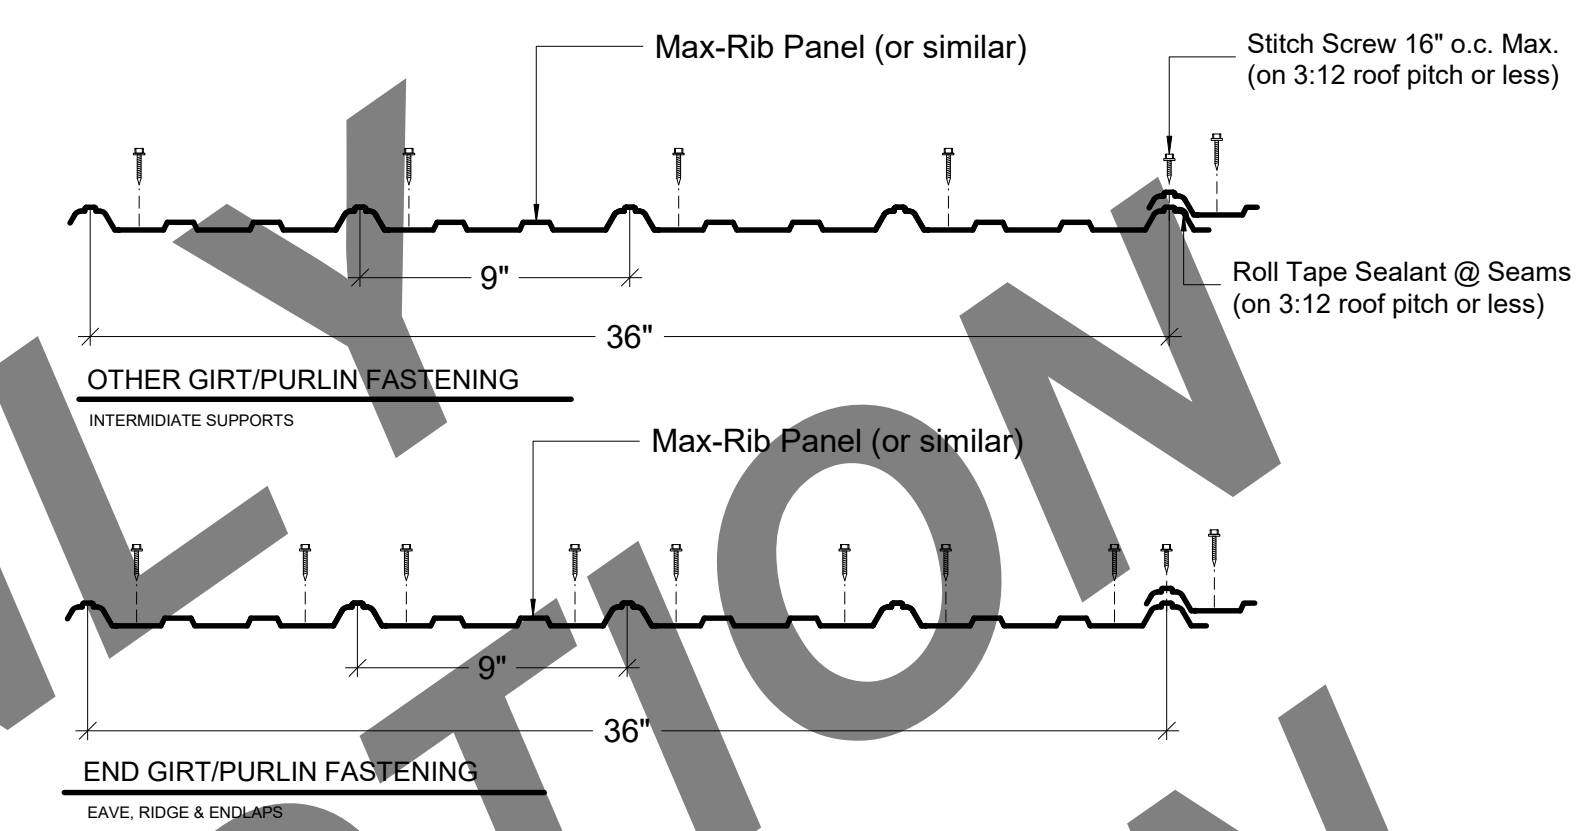 Max-Rib Panel (or similar)
Stitch Screw 16" o.c. Max.
(on 3:12 roof pitch or less)
9"
Roll Tape Sealant @ Seams
(on 3:12 roof pitch or less)
36"
OTHER GIRT/PURLIN FASTENING
INTERMIDIATE SUPPORTS
Max-Rib Panel (or similar)
9"
36"
END GIRT/PURLIN FASTENING
EAVE, RIDGE & ENDLAPS